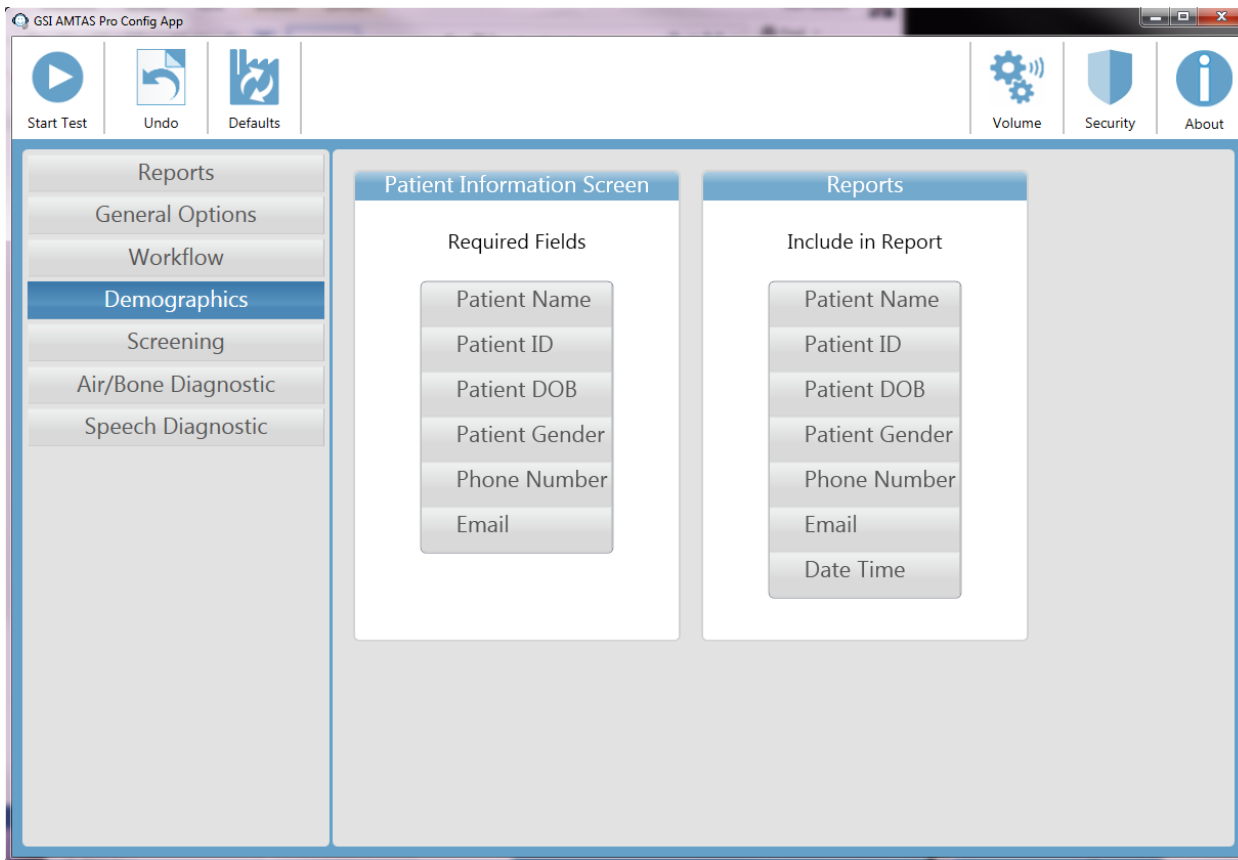 GSI AMTAS Pro Config App
Start Test
Undo
Defaults
Volume
Security
About
Reports
General Options
Workflow
Demographics
Screening
Air/Bone Diagnostic
Speech Diagnostic
Patient Information Screen
Required Fields
Patient Name
Patient ID
Patient DOB
Patient Gender
Phone Number
Email
Reports
Include in Report
Patient Name
Patient ID
Patient DOB
Patient Gender
Phone Number
Email
Date Time